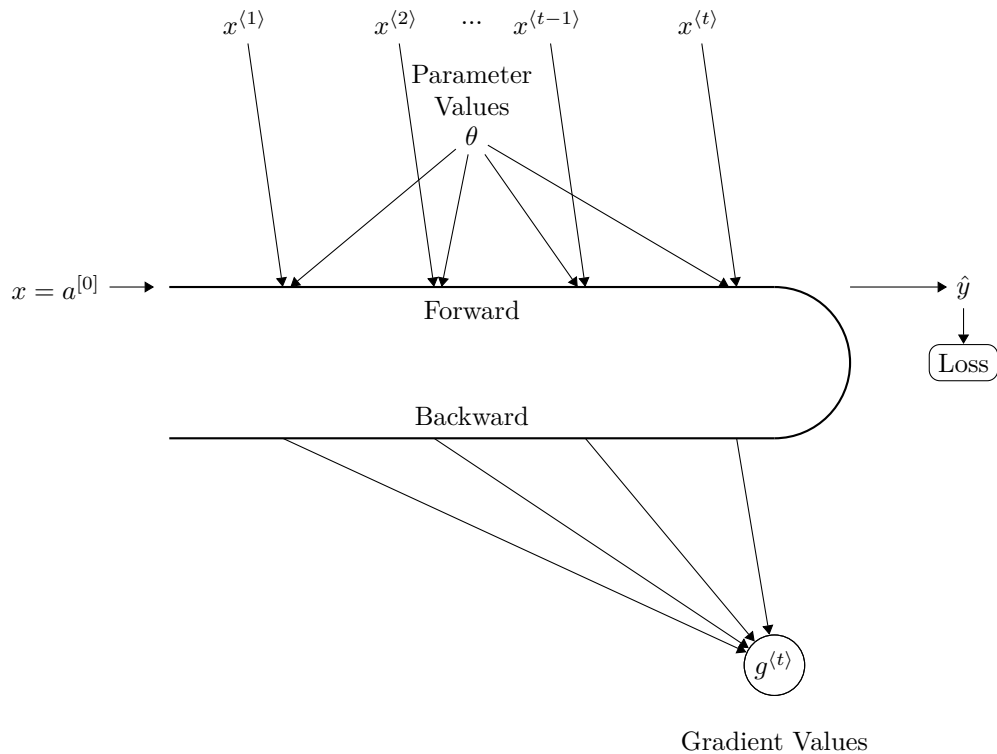 x⟨1⟩ x⟨2⟩ ... x⟨t−1⟩ x⟨t⟩
Parameter
Values
θ
x = a[0]
ŷ
Forward
Loss
Backward
g⟨t⟩
Gradient Values